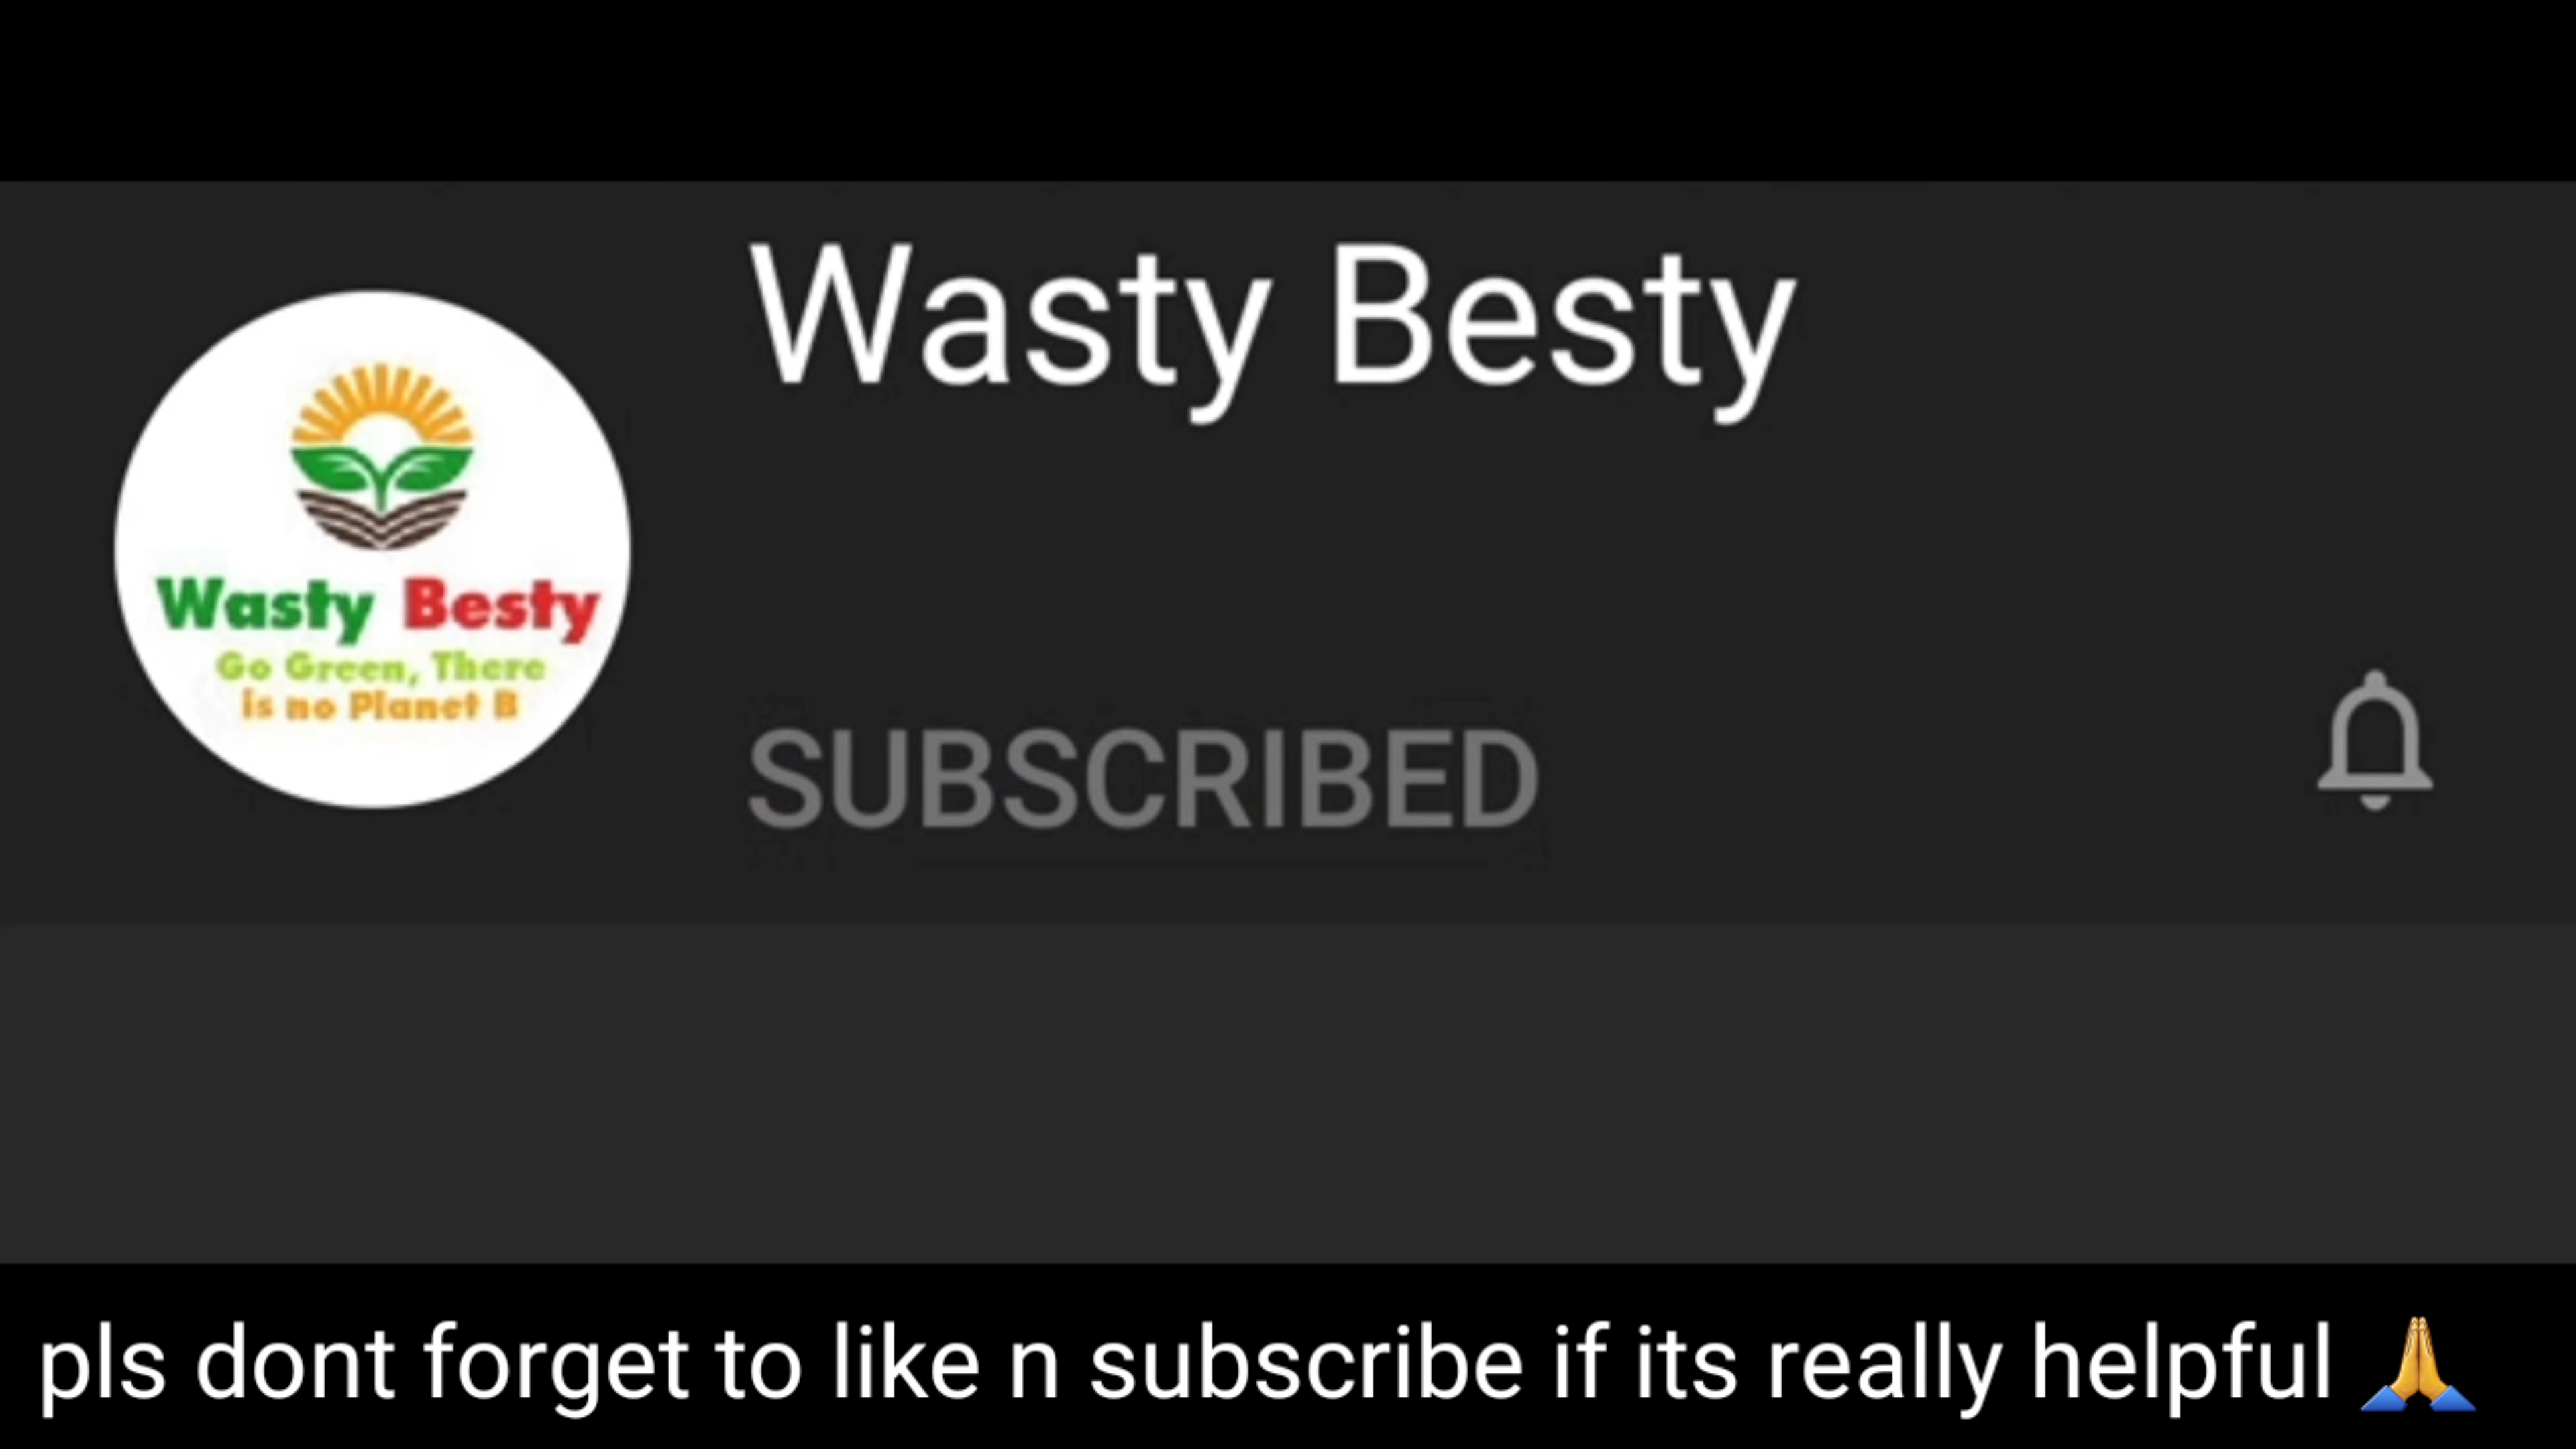 Wasty Besty
Wasty Besty
Go Green, There
is no Planet B
SUBSCRIBED
pls dont forget to like n subscribe if its really helpful 🙏